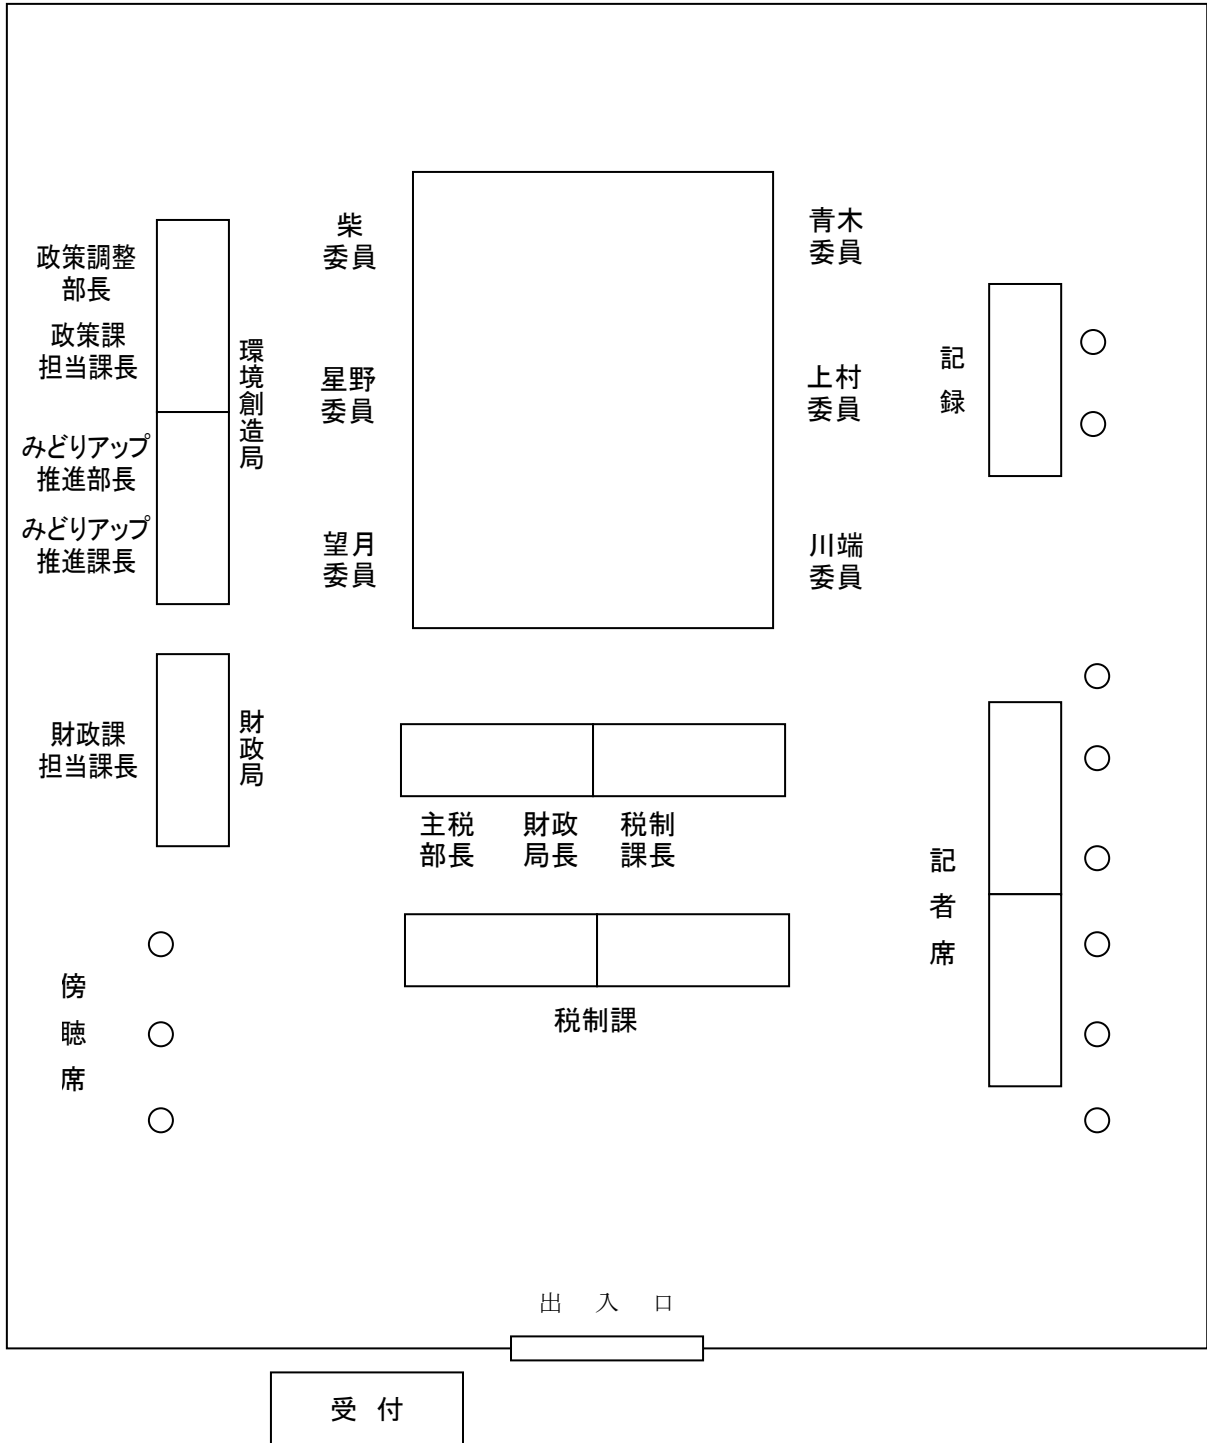 政策調整
部長
政策課
担当課長
みどりアップ
推進部長
みどりアップ
推進課長
環境創造局
柴
委員
星野
委員
望月
委員
青木
委員
上村
委員
川端
委員
記録
財政課
担当課長
財政局
主税
部長
財政
局長
税制
課長
税制課
記者席
傍聴席
出入口
受付